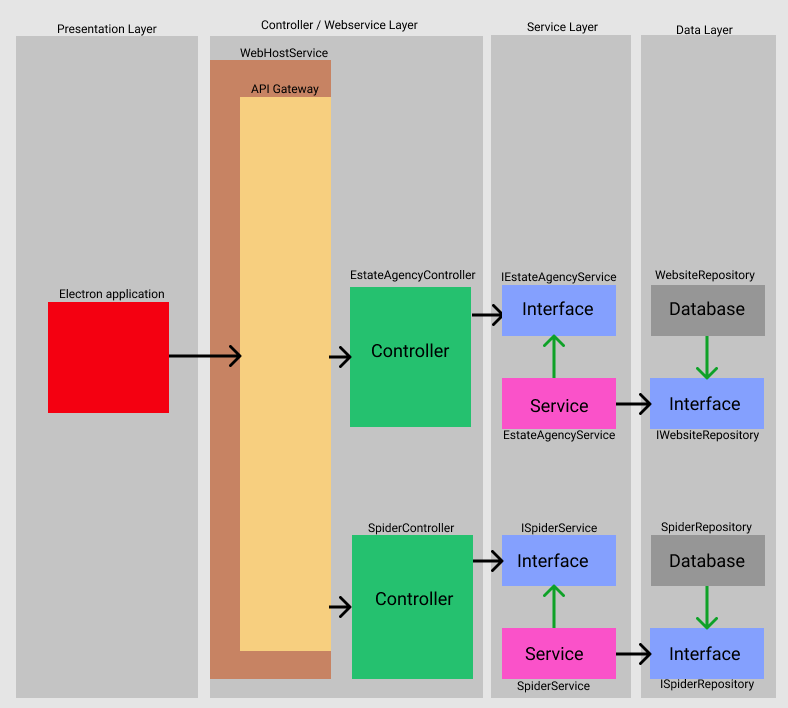 Presentation Layer
Controller / Webservice Layer
Service Layer
Data Layer
WebHostService
API Gateway
Electron application
EstateAgencyController
Controller
IEstateAgencyService
Interface
Service
EstateAgencyService
WebsiteRepository
Database
Interface
IWebsiteRepository
SpiderController
Controller
ISpiderService
Interface
Service
SpiderService
SpiderRepository
Database
Interface
ISpiderRepository